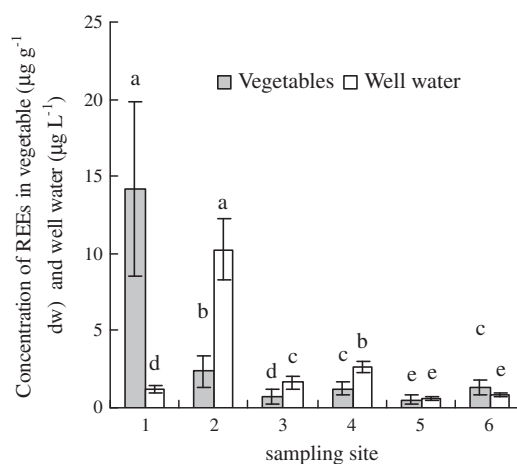 Concentration of REEs in vegetable (μg g⁻¹
dw) and well water (μg L⁻¹)
25
20
15
10
5
0
Vegetables Well water
a
d
b
a
d
c
c
b
e
e
c
e
1 2 3 4 5 6
sampling site